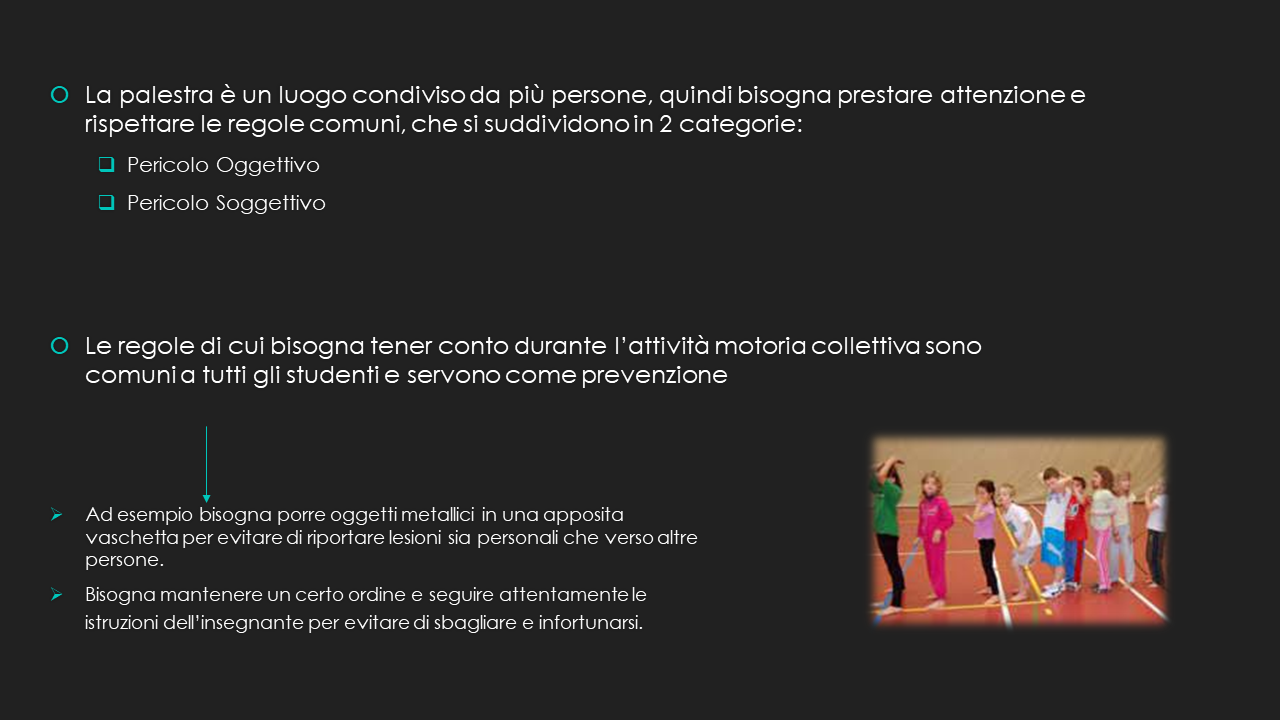 La palestra è un luogo condiviso da più persone, quindi bisogna prestare attenzione e
rispettare le regole comuni, che si suddividono in 2 categorie:
Pericolo Oggettivo
Pericolo Soggettivo
Le regole di cui bisogna tener conto durante l’attività motoria collettiva sono
comuni a tutti gli studenti e servono come prevenzione
Ad esempio bisogna porre oggetti metallici in una apposita
vaschetta per evitare di riportare lesioni sia personali che verso altre
persone.
Bisogna mantenere un certo ordine e seguire attentamente le
istruzioni dell’insegnante per evitare di sbagliare e infortunarsi.